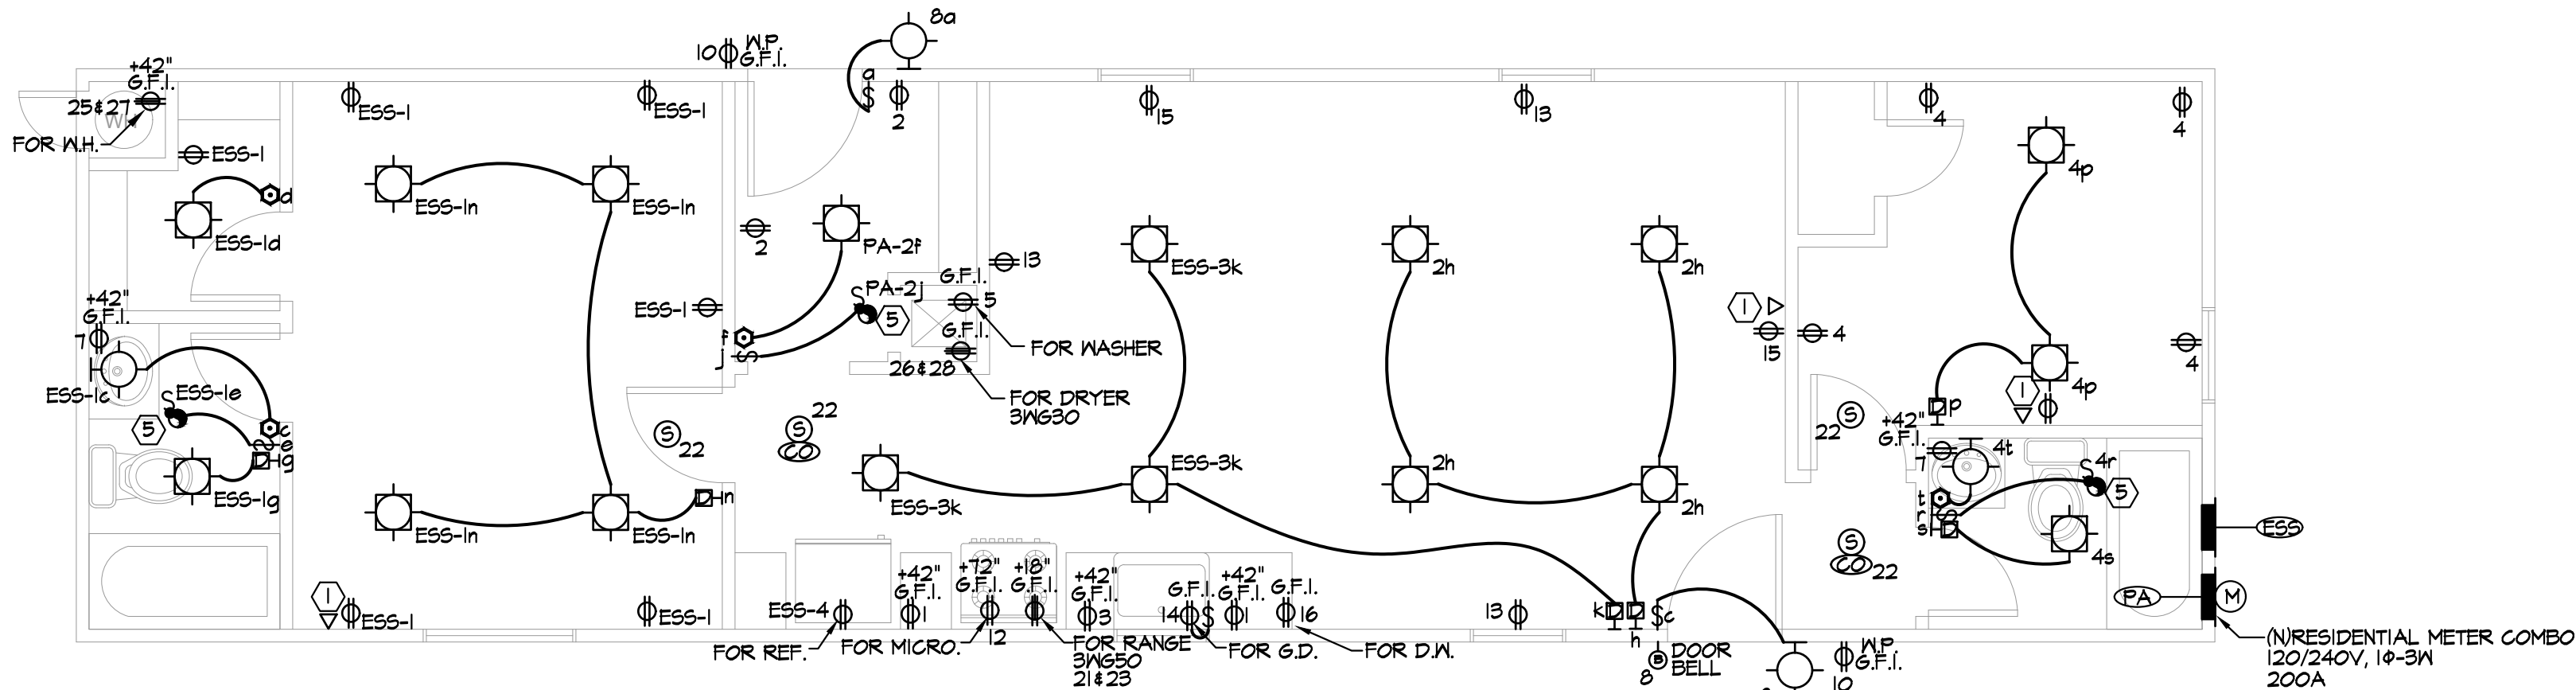 8a
10
W.P.
G.F.I.
a
$
2
+42"
G.F.I.
25&27
WH
FOR W.H.
ESS-1
ESS-1
ESS-1
15
13
4
4
d
ESS-1d
ESS-1n
ESS-1n
2
PA-2f
4p
ESS-3k
2h
2h
13
+42"
G.F.I.
7
ESS-1
PA-2j
S
5
G.F.I.
5
G.F.I.
f
j
S
FOR WASHER
26&28
FOR DRYER
3WG30
1
15
4
4
4p
1
ESS-1c
S
ESS-1e
5
c
S
e
g
ESS-1g
S
22
S
22
CO
ESS-3k
ESS-3k
2h
2h
n
ESS-1n
ESS-1n
S
22
p
+42"
G.F.I.
7
4t
S
4r
5
t
r
S
s
4s
S
CO
22
ESS
PA
M
1
ESS-1
ESS-1
ESS-4
+42"
G.F.I.
1
+72"
G.F.I.
12
+18"
G.F.I.
+42"
G.F.I.
3
G.F.I.
14
S
+42"
G.F.I.
1
G.F.I.
16
13
k
h
$
c
FOR REF.
FOR MICRO.
FOR RANGE
3WG50
21&23
FOR G.D.
FOR D.W.
B
8
DOOR
BELL
W.P.
G.F.I.
10
(N)RESIDENTIAL METER COMBO
120/240V, 1Φ-3W
200A